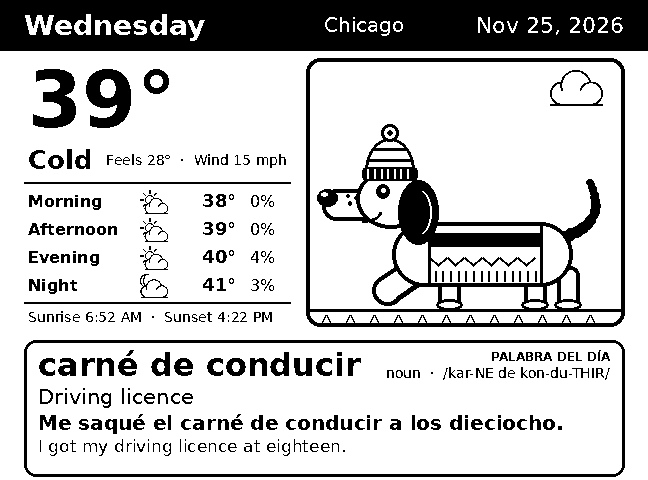 Wednesday Chicago Nov 25, 2026
39°
Cold Feels 28° · Wind 15 mph
Morning 38° 0%
Afternoon 39° 0%
Evening 40° 4%
Night 41° 3%
Sunrise 6:52 AM · Sunset 4:22 PM
carné de conducir
PALABRA DEL DÍA
noun · /kar-NE de kon-du-THIR/
Driving licence
Me saqué el carné de conducir a los dieciocho.
I got my driving licence at eighteen.